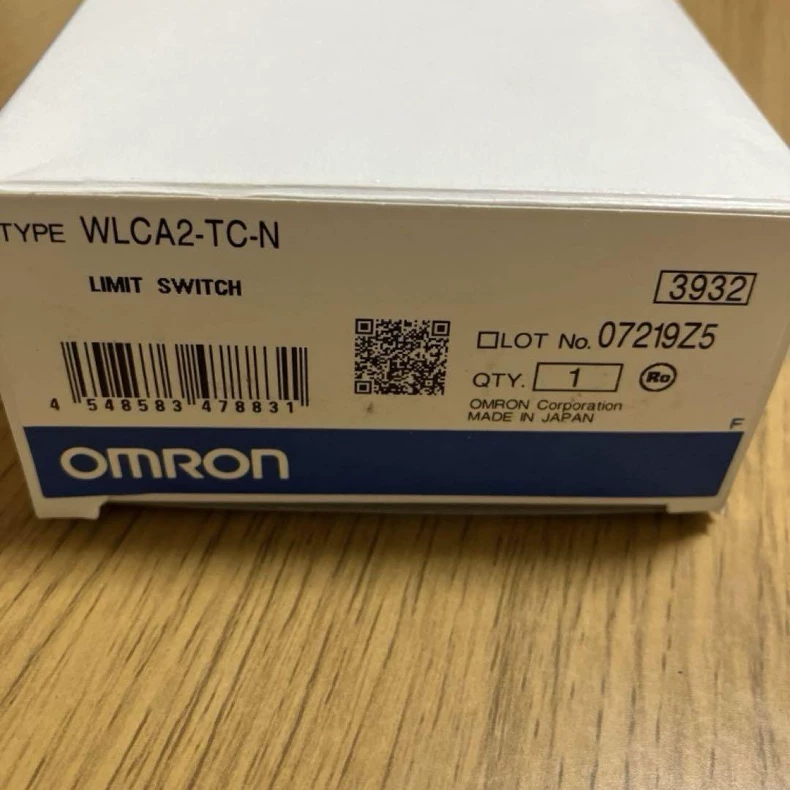 TYPE WLCA2-TC-N
LIMIT SWITCH
3932
4 548583 478831
LOT No. 07219Z5
QTY. 1
Ro
OMRON Corporation
MADE IN JAPAN
F
OMRON